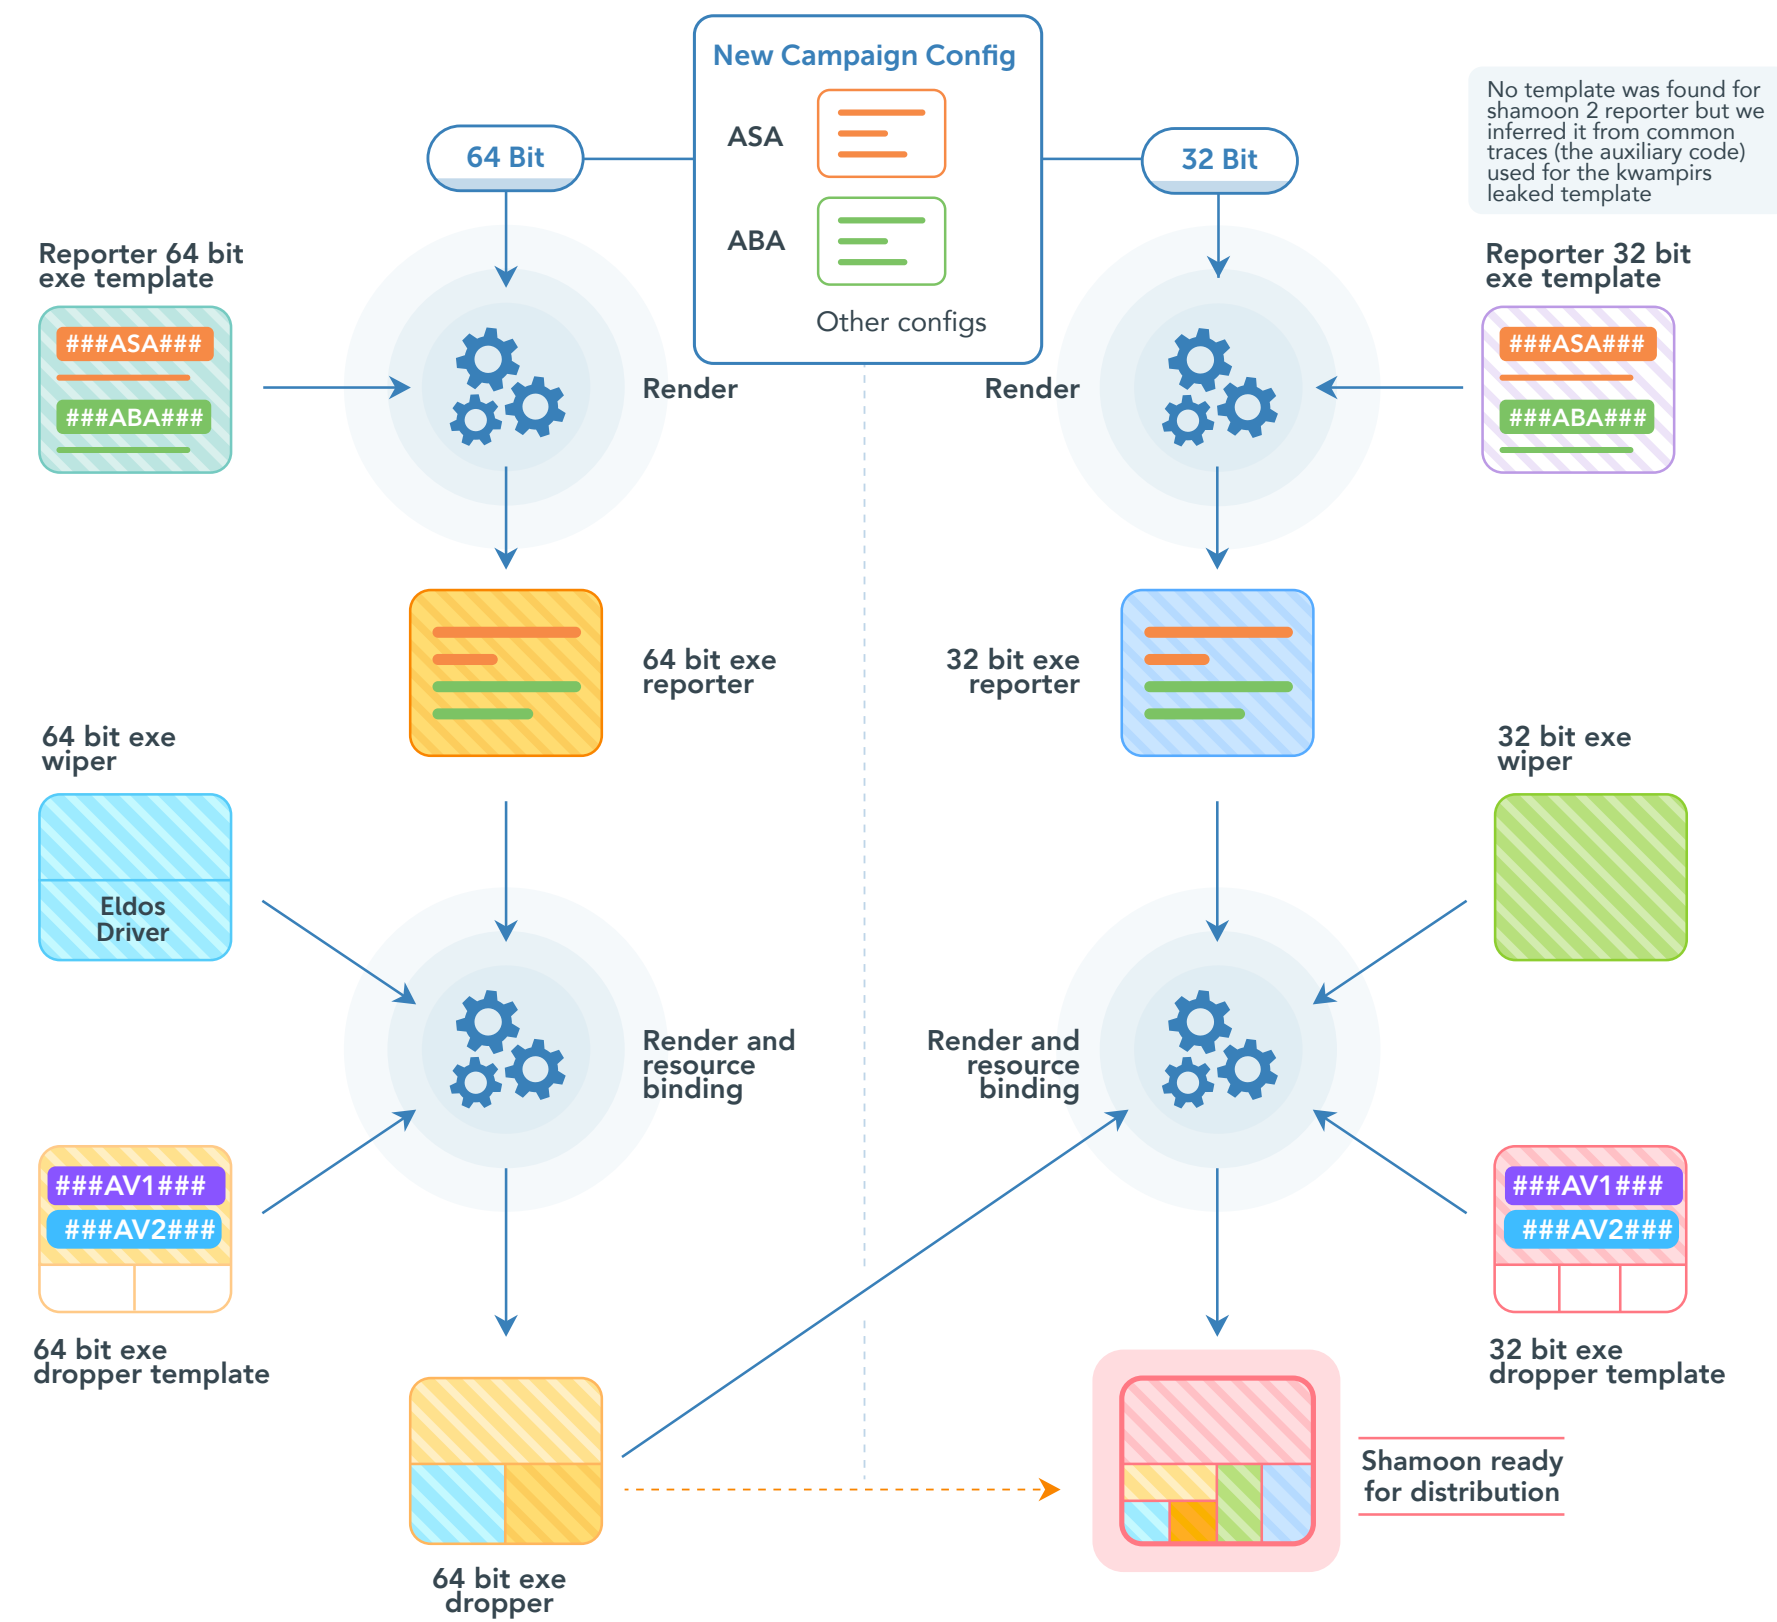 New Campaign Config
ASA
ABA
Other configs
64 Bit
32 Bit
No template was found for
shamoon 2 reporter but we
inferred it from common
traces (the auxiliary code)
used for the kwampirs
leaked template
Reporter 64 bit
exe template
###ASA###
###ABA###
Render
Render
Reporter 32 bit
exe template
###ASA###
###ABA###
64 bit exe
reporter
32 bit exe
reporter
64 bit exe
wiper
Eldos
Driver
32 bit exe
wiper
Render and
resource
binding
Render and
resource
binding
###AV1###
###AV2###
64 bit exe
dropper template
###AV1###
###AV2###
32 bit exe
dropper template
64 bit exe
dropper
Shamoon ready
for distribution